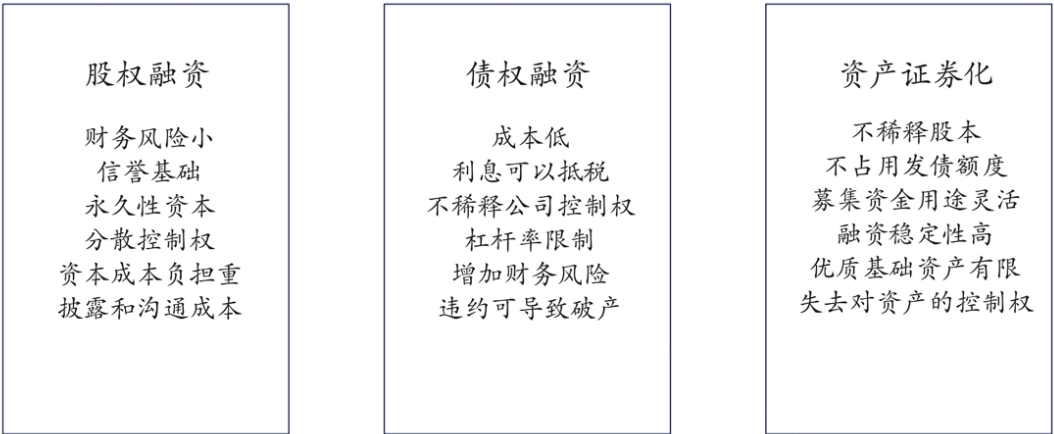 股权融资
财务风险小
信誉基础
永久性资本
分散控制权
资本成本负担重
披露和沟通成本
债权融资
成本低
利息可以抵税
不稀释公司控制权
杠杆率限制
增加财务风险
违约可导致破产
资产证券化
不稀释股本
不占用发债额度
募集资金用途灵活
融资稳定性高
优质基础资产有限
失去对资产的控制权